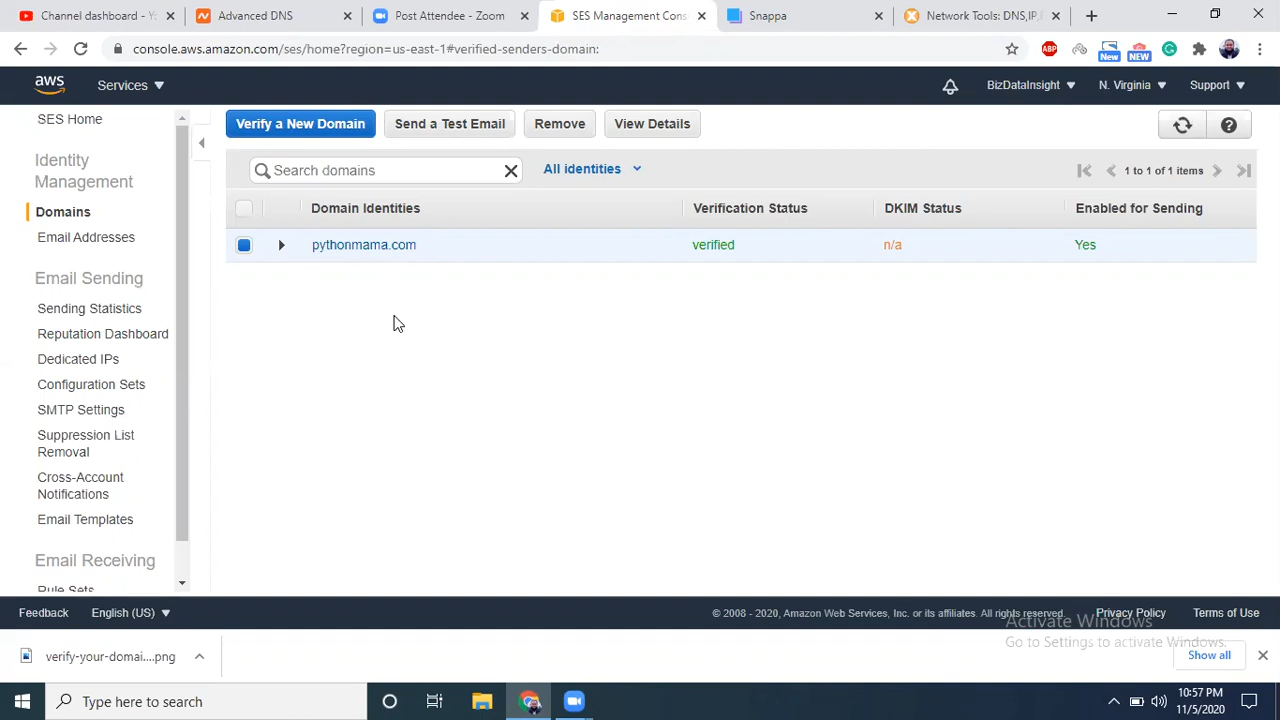 Channel dashboard - Yo
Advanced DNS
Post Attendee - Zoom
SES Management Cons
Snappa
Network Tools: DNS,IP,E
console.aws.amazon.com/ses/home?region=us-east-1#verified-senders-domain:
ABP
New
NEW
aws
Services
BizDataInsight
N. Virginia
Support
SES Home
Identity
Management
Domains
Email Addresses
Email Sending
Sending Statistics
Reputation Dashboard
Dedicated IPs
Configuration Sets
SMTP Settings
Suppression List
Removal
Cross-Account
Notifications
Email Templates
Email Receiving
Rule Sets
Verify a New Domain
Send a Test Email
Remove
View Details
Search domains
All identities
1 to 1 of 1 items
Domain Identities
Verification Status
DKIM Status
Enabled for Sending
pythonmama.com
verified
n/a
Yes
Feedback
English (US)
© 2008 - 2020, Amazon Web Services, Inc. or its affiliates. All rights reserved.
Privacy Policy
Terms of Use
Activate Windows
Go to Settings to activate Windows.
verify-your-domai....png
Show all
Type here to search
10:57 PM
11/5/2020